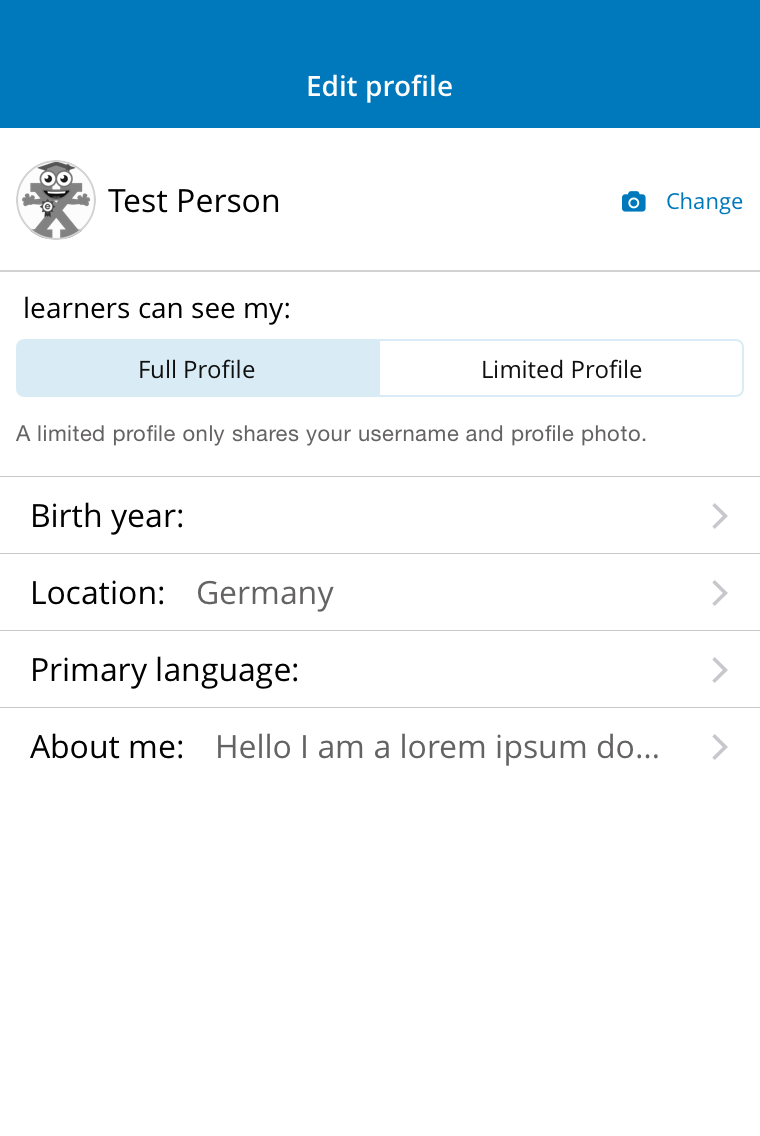 Edit profile
Test Person
Change
learners can see my:
Full Profile
Limited Profile
A limited profile only shares your username and profile photo.
Birth year:
Location: Germany
Primary language:
About me: Hello I am a lorem ipsum do...